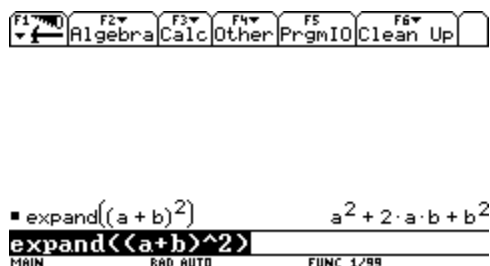 F1 F2 Algebra F3 Calc F4 Other F5 PrgmIO F6 Clean Up
expand((a + b)²) a² + 2·a·b + b²
expand((a+b)^2)
MAIN RAD AUTO FUNC 1/99